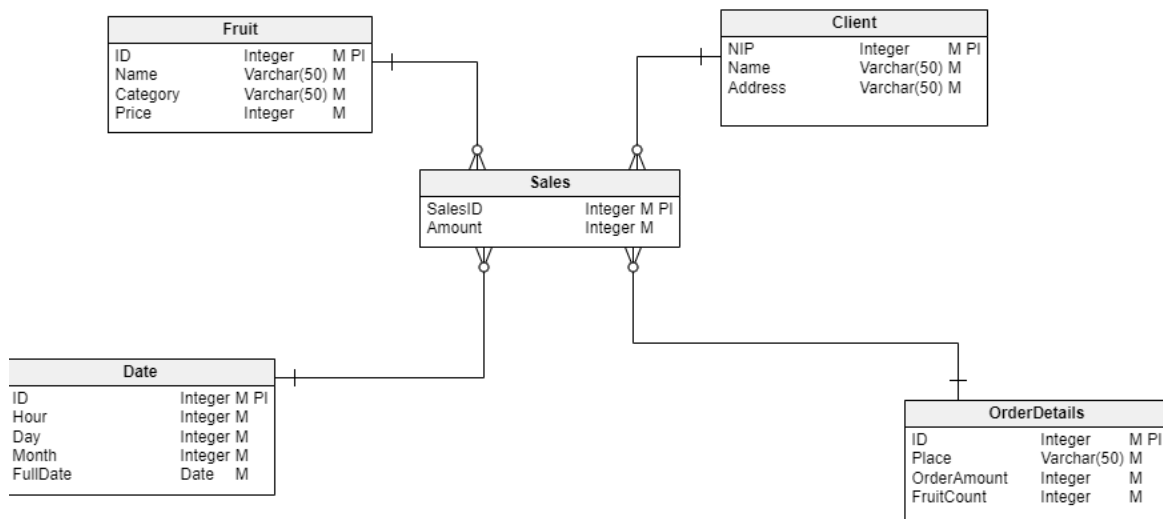 Fruit
ID Integer M PI
Name Varchar(50) M
Category Varchar(50) M
Price Integer M
Client
NIP Integer M PI
Name Varchar(50) M
Address Varchar(50) M
Sales
SalesID Integer M PI
Amount Integer M
Date
ID Integer M PI
Hour Integer M
Day Integer M
Month Integer M
FullDate Date M
OrderDetails
ID Integer M PI
Place Varchar(50) M
OrderAmount Integer M
FruitCount Integer M